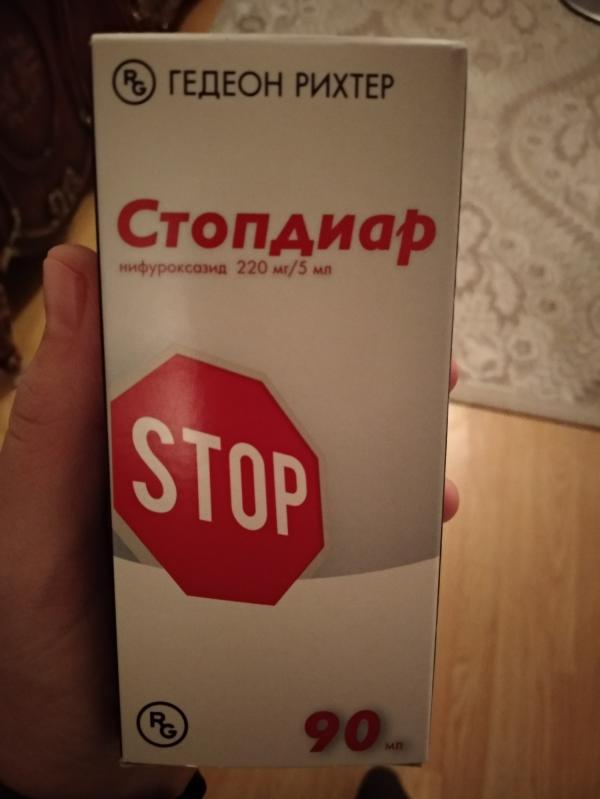 RG ГЕДЕОН РИХТЕР
Стопдиар
нифуроксазид 220 мг/5 мл
STOP
RG
90 мл